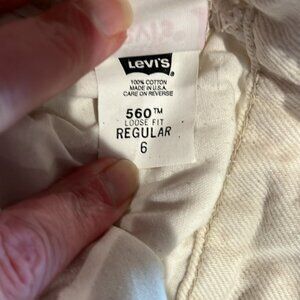 LEVI'S
100% COTTON
MADE IN U.S.A.
CARE ON REVERSE
560™
LOOSE FIT
REGULAR
6